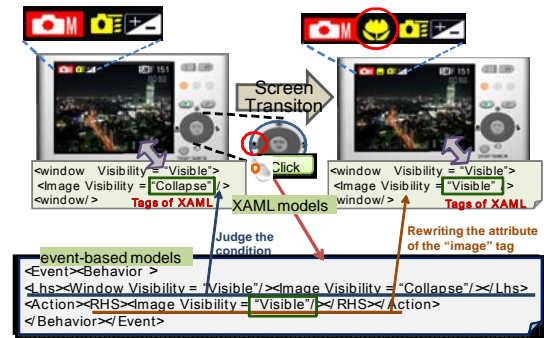 M
M
F 151
Screen
Transiton
Click
<window Visibility = “Visible”>
<Image Visibility = “Collapse” />
<window/>
Tags of XAML
<window Visibility = “Visible”>
<Image Visibility = “Visible” />
<window/>
Tags of XAML
XAML models
Judge the
condition
Rewriting the attribute
of the “image” tag
event-based models
<Event><Behavior >
<Lhs><Window Visibility = “Visible”/><Image Visibility = “Collapse”/></Lhs>
<Action><RHS><Image Visibility = “Visible”/></RHS></Action>
</Behavior></Event>